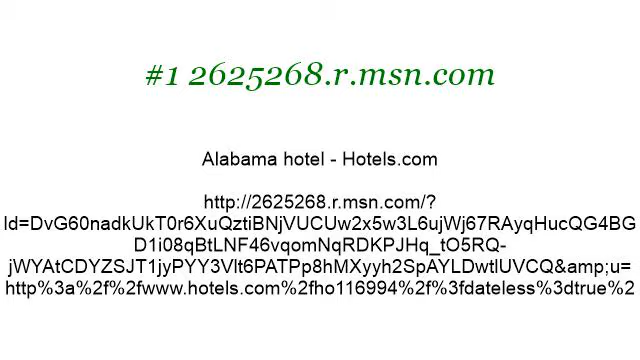 #1 2625268.r.msn.com
Alabama hotel - Hotels.com
http://2625268.r.msn.com/?
ld=DvG60nadkUkT0r6XuQztiBNjVUCUw2x5w3L6ujWj67RAyqHucQG4BG
D1i08qBtLNF46vqomNqRDKPJHq_tO5RQ-
jWYAtCDYZSJT1jyPYY3Vlt6PATPp8hMXyyh2SpAYLDwtlUVCQ&amp;u=
http%3a%2f%2fwww.hotels.com%2fho116994%2f%3fdateless%3dtrue%2